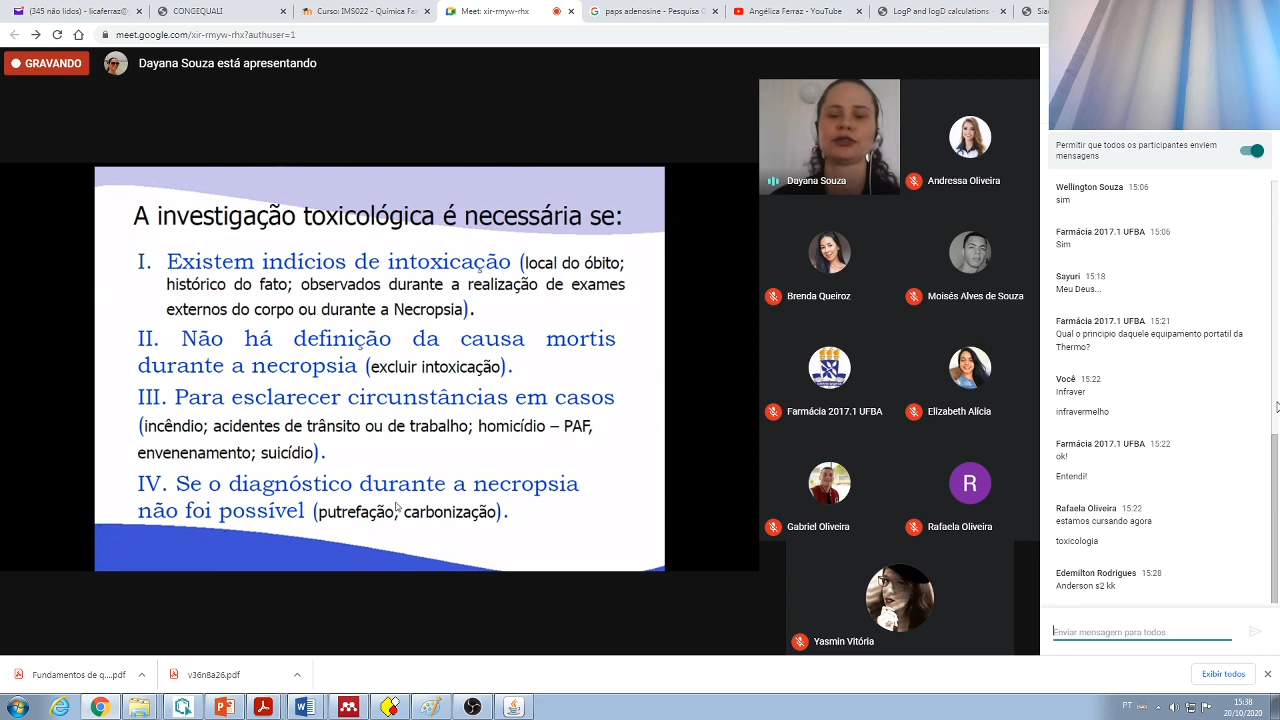 (345 não lidos) - licaferraz@
CONGEQUALI
Curso: IMS022 - Química Fa
Meet: xir-rmyw-rhx
paps adenosine - Pesquisa G
Angélica Ferraz - YouTube
LogP and logD calculations
Sia
meet.google.com/xir-rmyw-rhx?authuser=1
GRAVANDO
Dayana Souza está apresentando
A investigação toxicológica é necessária se:
I. Existem indícios de intoxicação (local do óbito;
histórico do fato; observados durante a realização de exames
externos do corpo ou durante a Necropsia).
II. Não há definição da causa mortis
durante a necropsia (excluir intoxicação).
III. Para esclarecer circunstâncias em casos
(incêndio; acidentes de trânsito ou de trabalho; homicídio – PAF,
envenenamento; suicídio).
IV. Se o diagnóstico durante a necropsia
não foi possível (putrefação; carbonização).
Dayana Souza
Andressa Oliveira
Brenda Queiroz
Moisés Alves de Souza
Farmácia 2017.1 UFBA
Elizabeth Alícia
Gabriel Oliveira
R
Rafaela Oliveira
Yasmin Vitória
Permitir que todos os participantes enviem
mensagens
Wellington Souza 15:06
sim
Farmácia 2017.1 UFBA 15:06
Sim
Sayuri 15:18
Meu Deus...
Farmácia 2017.1 UFBA 15:21
Qual o principio daquele equipamento portatil da
Thermo?
Você 15:22
Infraver
infravermelho
Farmácia 2017.1 UFBA 15:22
ok!
Entendi!
Rafaela Oliveira 15:22
estamos cursando agora
toxicologia
Edemilton Rodrigues 15:28
Anderson s2 kk
Enviar mensagem para todos
Fundamentos de q....pdf
v36n8a26.pdf
Exibir todos
PT
15:38
20/10/2020